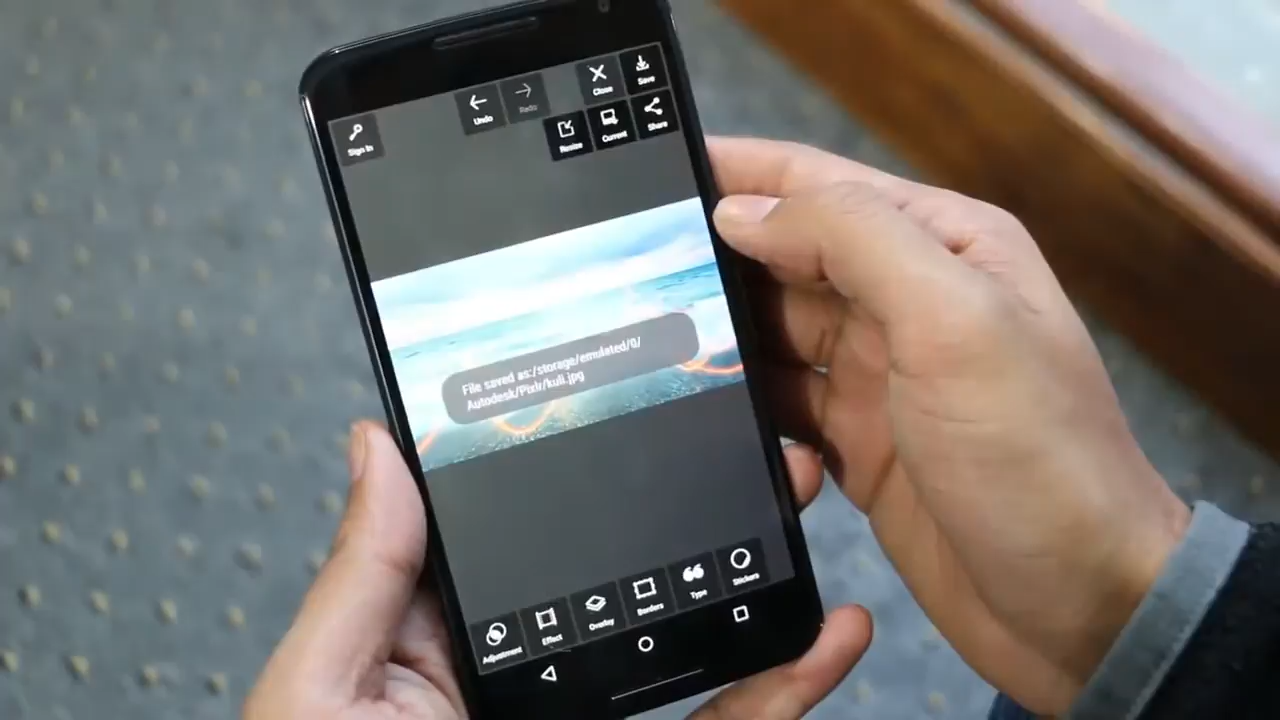 Close
Save
Undo
Redo
Sign In
Resize
Current
Share
File saved as:/storage/emulated/0/
Autodesk/Pixlr/kuli.jpg
Adjustment
Effect
Overlay
Borders
Type
Stickers